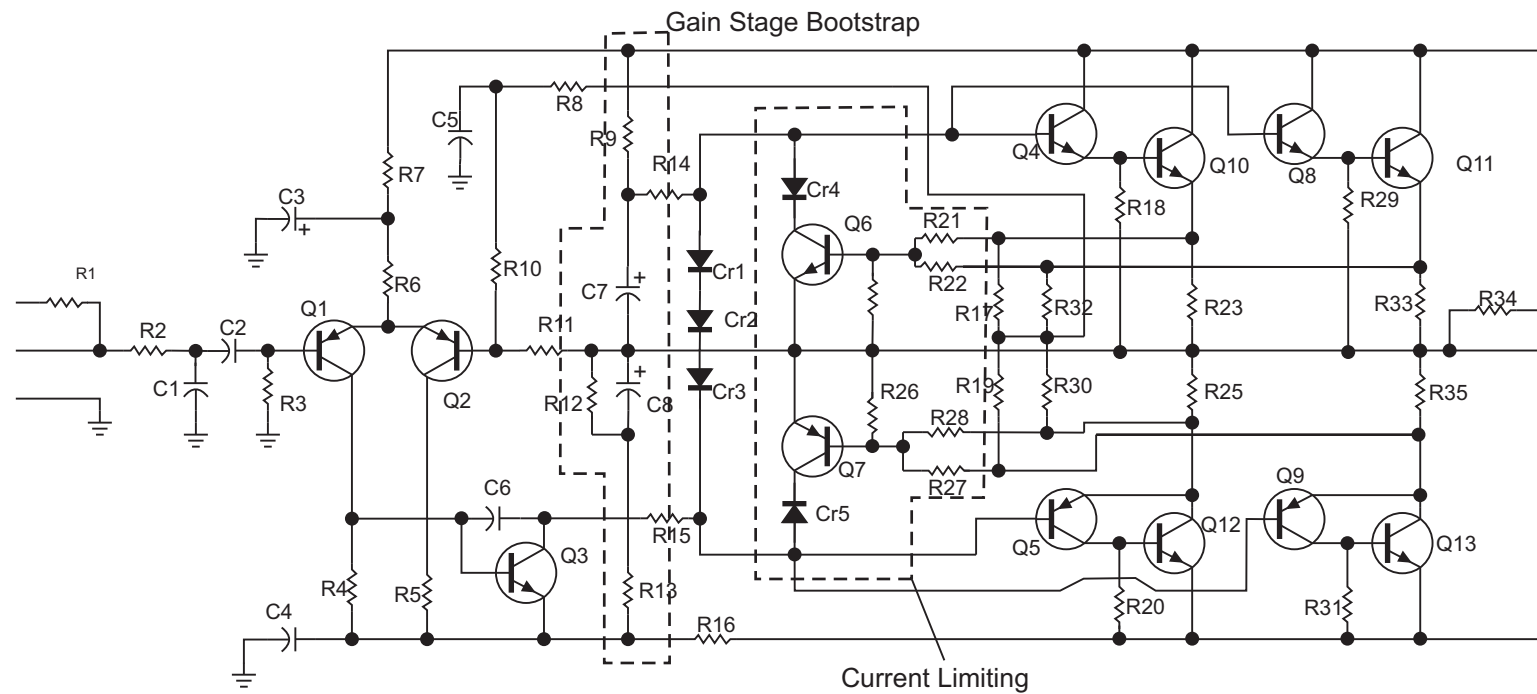 Gain Stage Bootstrap
R8
C5
R9
Q4
Q10
Q8
Q11
R14
R7
Cr4
C3
+
R18
R29
Q6
R21
R10
Cr1
R22
R1
R6
C7
+
R17
R32
R23
R33
R34
Q1
Cr2
R2
C2
R11
+
C1
R3
Q2
R12
C8
Cr3
R26
R19
R30
R25
R35
R28
Q7
R27
C6
Q9
Cr5
R15
Q5
Q12
Q13
Q3
R4
R5
R13
R20
R31
C4
R16
Current Limiting